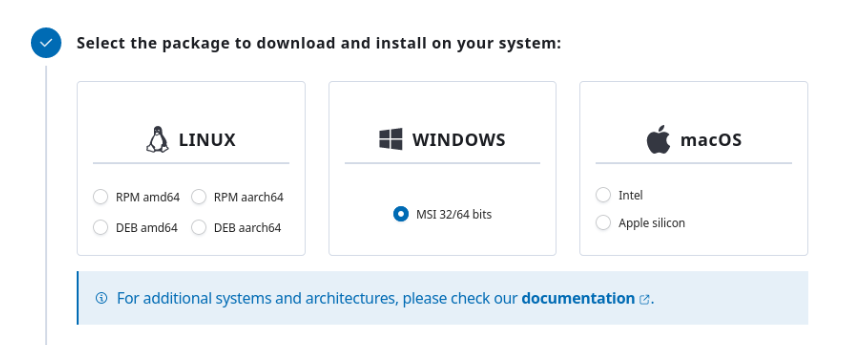 Select the package to download and install on your system:
LINUX
RPM amd64 RPM aarch64
DEB amd64 DEB aarch64
WINDOWS
MSI 32/64 bits
macOS
Intel
Apple silicon
For additional systems and architectures, please check our documentation.